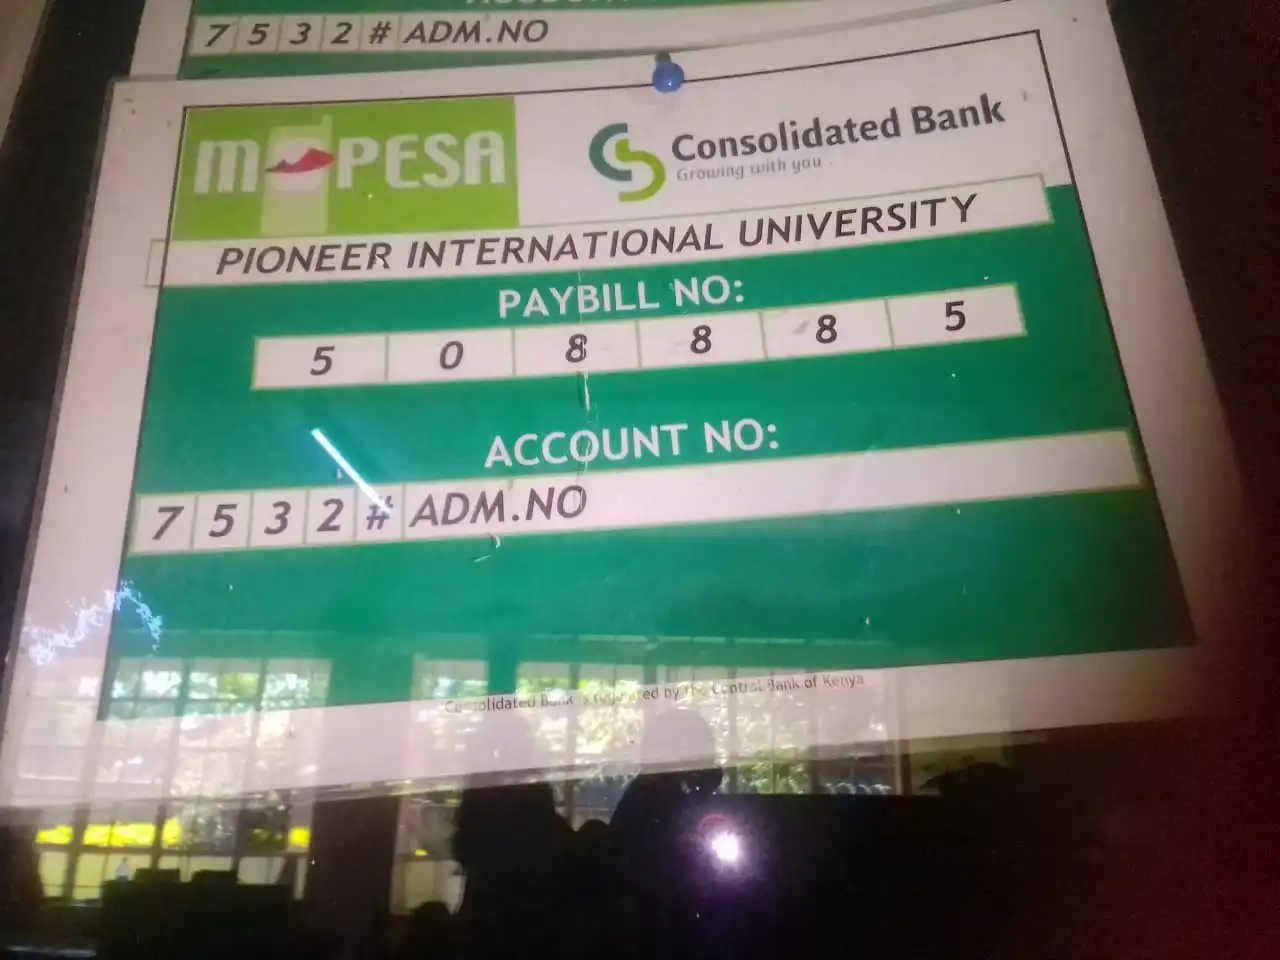 7 5 3 2 # ADM.NO
M PESA
Consolidated Bank
Growing with you
PIONEER INTERNATIONAL UNIVERSITY
PAYBILL NO:
5 0 8 8 8 5
ACCOUNT NO:
7 5 3 2 # ADM.NO
Consolidated Bank is regulated by the Central Bank of Kenya